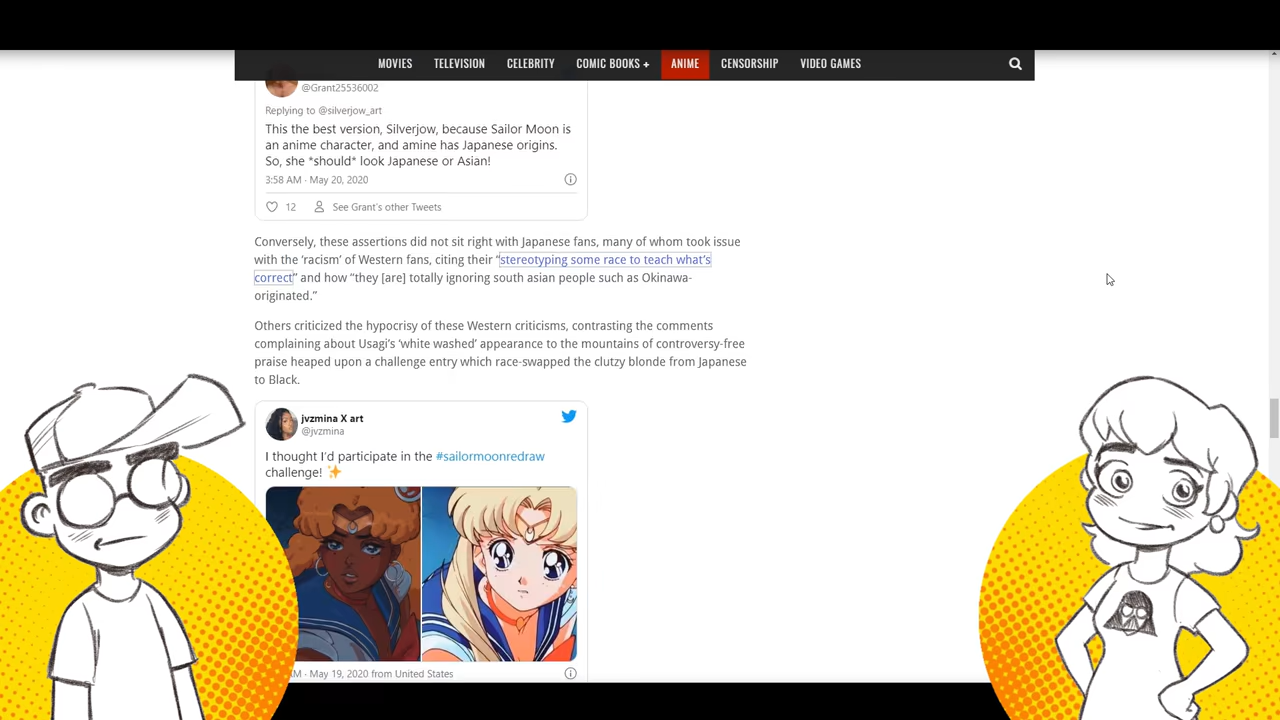 MOVIES TELEVISION CELEBRITY COMIC BOOKS + ANIME CENSORSHIP VIDEO GAMES
@Grant25536002
Replying to @silverjow_art
This the best version, Silverjow, because Sailor Moon is
an anime character, and amine has Japanese origins.
So, she *should* look Japanese or Asian!
3:58 AM · May 20, 2020
12 See Grant's other Tweets
Conversely, these assertions did not sit right with Japanese fans, many of whom took issue
with the ‘racism’ of Western fans, citing their “stereotyping some race to teach what’s
correct” and how “they [are] totally ignoring south asian people such as Okinawa-
originated.”
Others criticized the hypocrisy of these Western criticisms, contrasting the comments
complaining about Usagi’s ‘white washed’ appearance to the mountains of controversy-free
praise heaped upon a challenge entry which race-swapped the clutzy blonde from Japanese
to Black.
jvzmina X art
@jvzmina
I thought I'd participate in the #sailormoonredraw
challenge! ✨
M · May 19, 2020 from United States